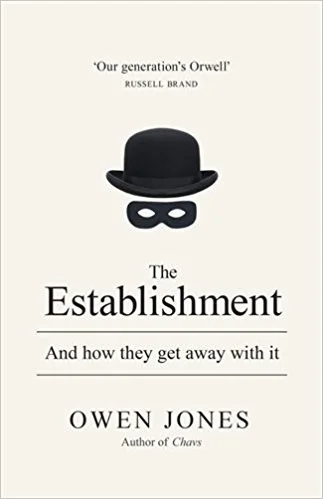 ‘Our generation’s Orwell’
RUSSELL BRAND
The
Establishment
And how they get away with it
OWEN JONES
Author of Chavs